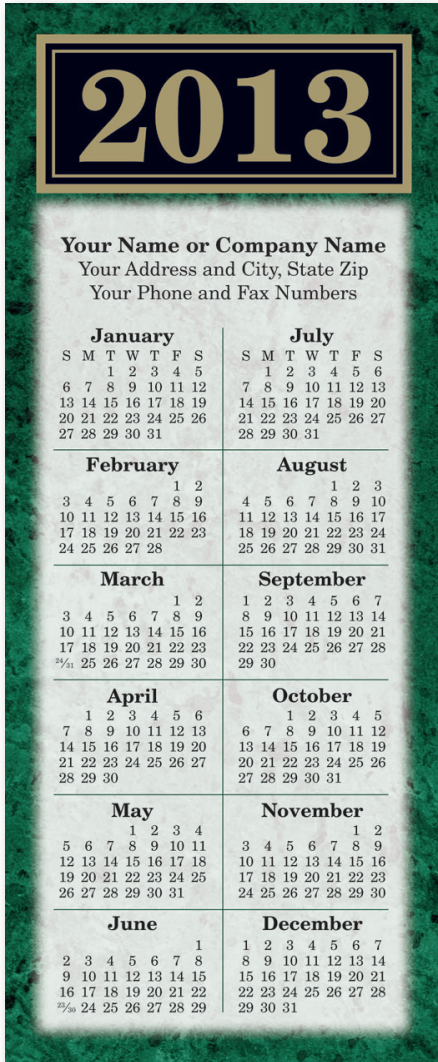 2013
Your Name or Company Name
Your Address and City, State Zip
Your Phone and Fax Numbers
January
S M T W T F S
1 2 3 4 5
6 7 8 9 10 11 12
13 14 15 16 17 18 19
20 21 22 23 24 25 26
27 28 29 30 31
February
1 2
3 4 5 6 7 8 9
10 11 12 13 14 15 16
17 18 19 20 21 22 23
24 25 26 27 28
March
1 2
3 4 5 6 7 8 9
10 11 12 13 14 15 16
17 18 19 20 21 22 23
24/31 25 26 27 28 29 30
April
1 2 3 4 5 6
7 8 9 10 11 12 13
14 15 16 17 18 19 20
21 22 23 24 25 26 27
28 29 30
May
1 2 3 4
5 6 7 8 9 10 11
12 13 14 15 16 17 18
19 20 21 22 23 24 25
26 27 28 29 30 31
June
1
2 3 4 5 6 7 8
9 10 11 12 13 14 15
16 17 18 19 20 21 22
23/30 24 25 26 27 28 29
July
S M T W T F S
1 2 3 4 5 6
7 8 9 10 11 12 13
14 15 16 17 18 19 20
21 22 23 24 25 26 27
28 29 30 31
August
1 2 3
4 5 6 7 8 9 10
11 12 13 14 15 16 17
18 19 20 21 22 23 24
25 26 27 28 29 30 31
September
1 2 3 4 5 6 7
8 9 10 11 12 13 14
15 16 17 18 19 20 21
22 23 24 25 26 27 28
29 30
October
1 2 3 4 5
6 7 8 9 10 11 12
13 14 15 16 17 18 19
20 21 22 23 24 25 26
27 28 29 30 31
November
1 2
3 4 5 6 7 8 9
10 11 12 13 14 15 16
17 18 19 20 21 22 23
24 25 26 27 28 29 30
December
1 2 3 4 5 6 7
8 9 10 11 12 13 14
15 16 17 18 19 20 21
22 23 24 25 26 27 28
29 30 31